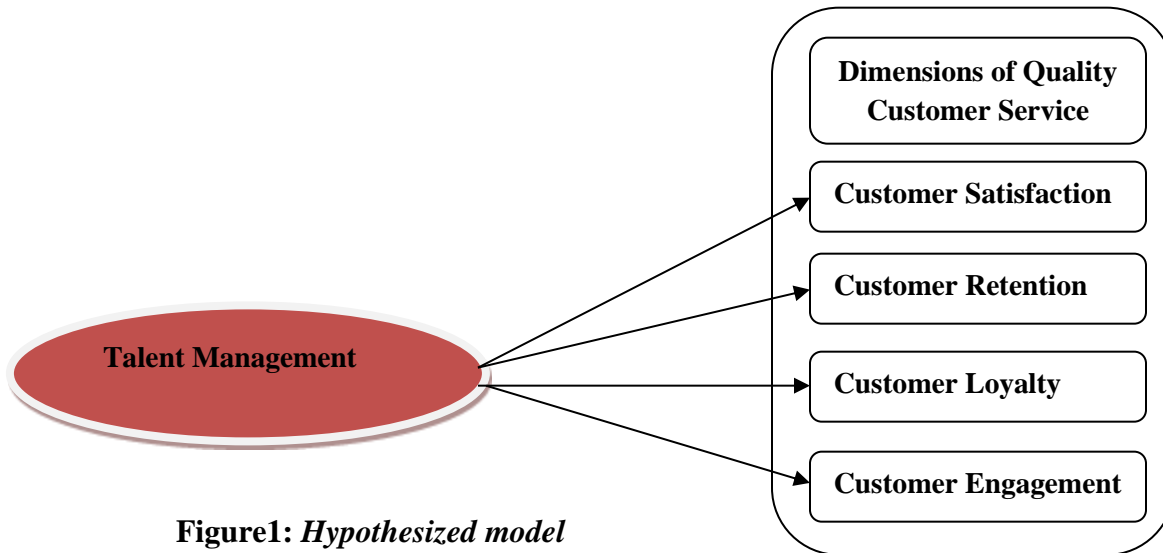 Dimensions of Quality
Customer Service
Customer Satisfaction
Customer Retention
Talent Management
Customer Loyalty
Customer Engagement
Figure1: Hypothesized model